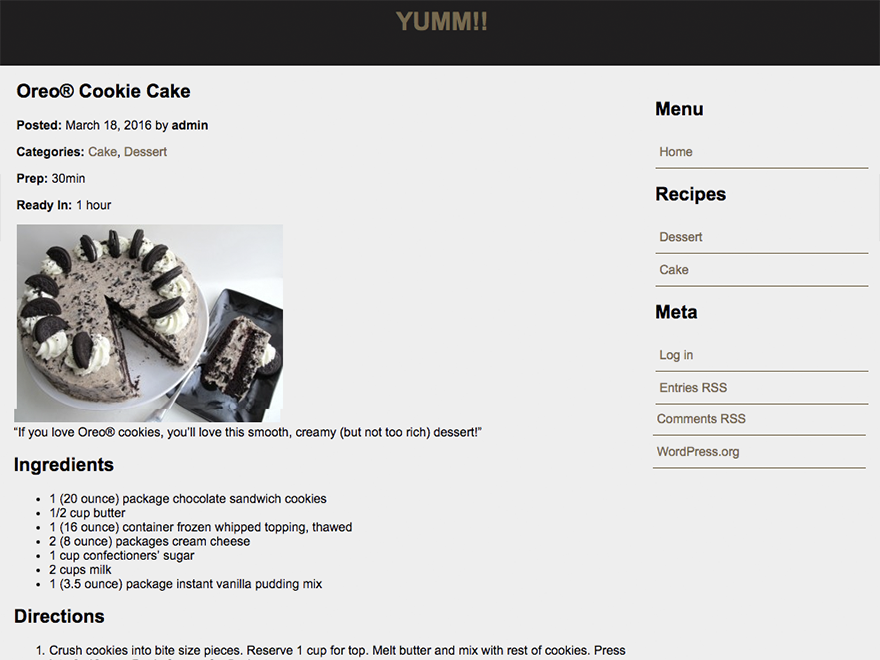 YUMM!!
Oreo® Cookie Cake
Posted: March 18, 2016 by admin
Categories: Cake, Dessert
Prep: 30min
Ready In: 1 hour
“If you love Oreo® cookies, you’ll love this smooth, creamy (but not too rich) dessert!”
Ingredients
• 1 (20 ounce) package chocolate sandwich cookies
• 1/2 cup butter
• 1 (16 ounce) container frozen whipped topping, thawed
• 2 (8 ounce) packages cream cheese
• 1 cup confectioners’ sugar
• 2 cups milk
• 1 (3.5 ounce) package instant vanilla pudding mix
Directions
1. Crush cookies into bite size pieces. Reserve 1 cup for top. Melt butter and mix with rest of cookies. Press
Menu
Home
Recipes
Dessert
Cake
Meta
Log in
Entries RSS
Comments RSS
WordPress.org